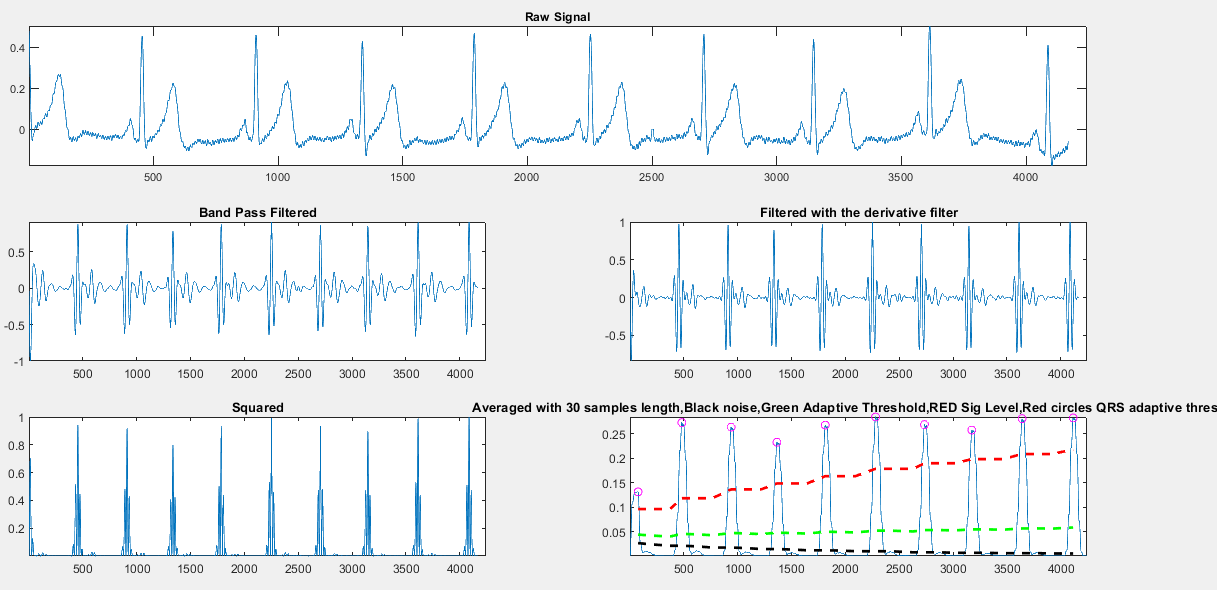 Raw Signal
0.4
0.2
0
500 1000 1500 2000 2500 3000 3500 4000
Band Pass Filtered
0.5
0
-0.5
-1
500 1000 1500 2000 2500 3000 3500 4000
Filtered with the derivative filter
1
0.5
0
-0.5
500 1000 1500 2000 2500 3000 3500 4000
Squared
1
0.8
0.6
0.4
0.2
500 1000 1500 2000 2500 3000 3500 4000
Averaged with 30 samples length,Black noise,Green Adaptive Threshold,RED Sig Level,Red circles QRS adaptive thres
0.25
0.2
0.15
0.1
0.05
500 1000 1500 2000 2500 3000 3500 4000